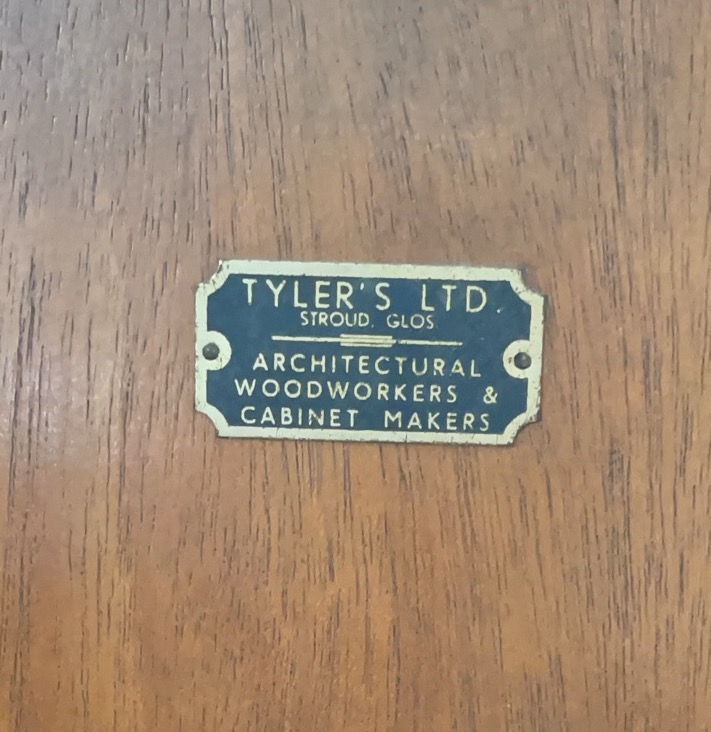 TYLER'S LTD
STROUD. GLOS.
ARCHITECTURAL
WOODWORKERS &
CABINET MAKERS